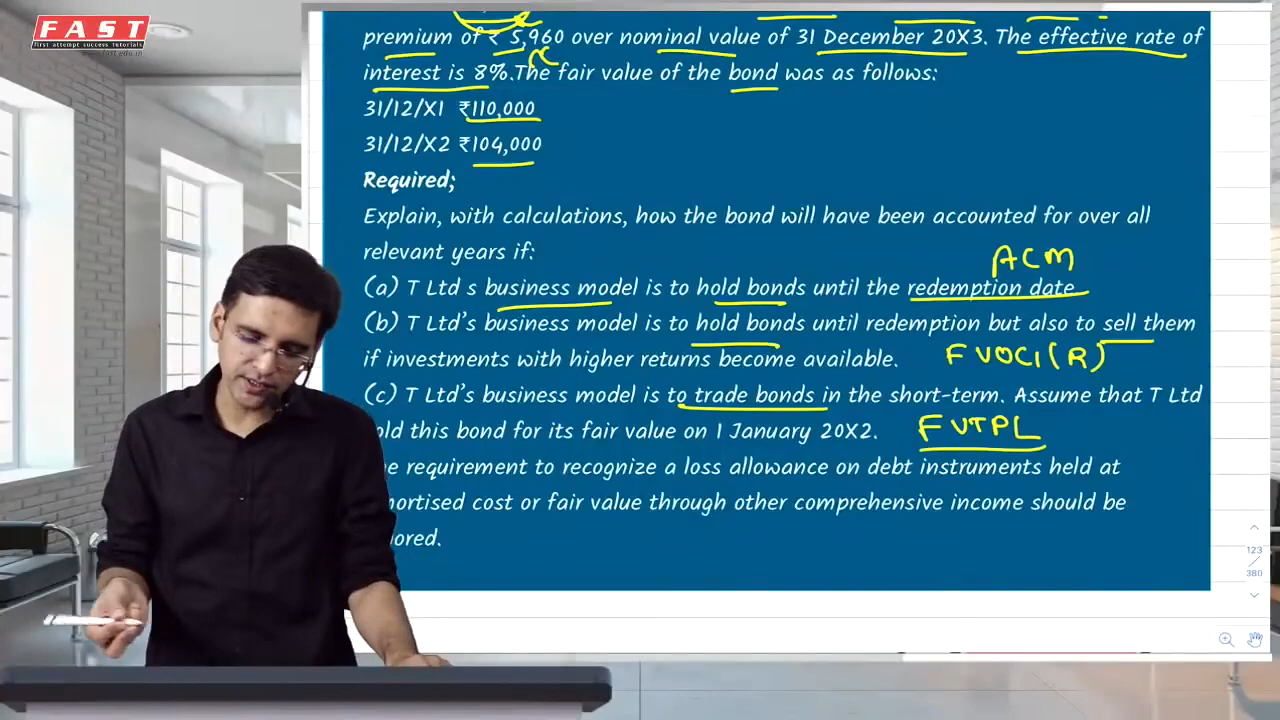 FAST
first attempt success tutorials
www.fast.edu.in
premium of ₹ 5,960 over nominal value of 31 December 20X3. The effective rate of
interest is 8%.The fair value of the bond was as follows:
31/12/X1 ₹110,000
31/12/X2 ₹104,000
Required;
Explain, with calculations, how the bond will have been accounted for over all
relevant years if:
ACM
(a) T Ltd s business model is to hold bonds until the redemption date
(b) T Ltd's business model is to hold bonds until redemption but also to sell them
if investments with higher returns become available. FVOCI(R)
(c) T Ltd's business model is to trade bonds in the short-term. Assume that T Ltd
old this bond for its fair value on 1 January 20X2. FVTPL
e requirement to recognize a loss allowance on debt instruments held at
mortised cost or fair value through other comprehensive income should be
ored.
123
380